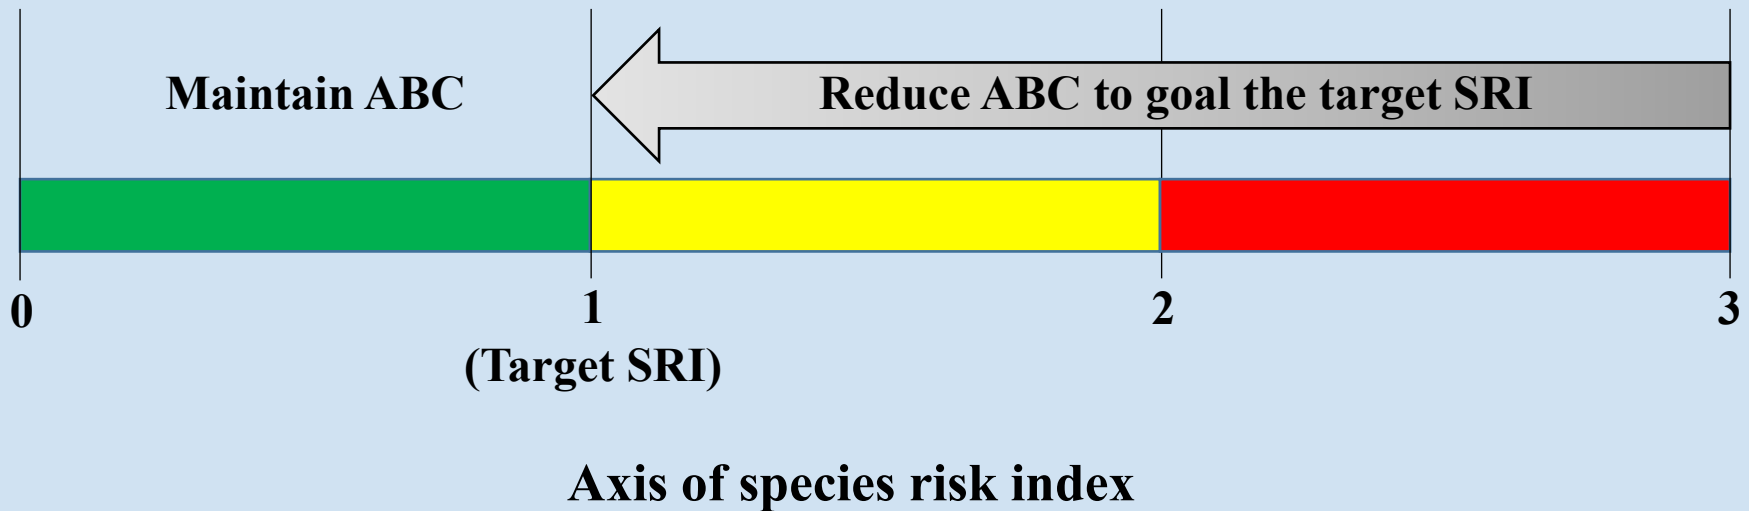 Maintain ABC
Reduce ABC to goal the target SRI
0
1
2
3
(Target SRI)
Axis of species risk index